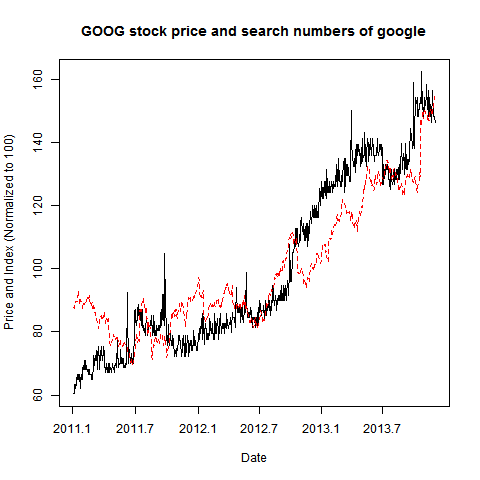 GOOG stock price and search numbers of google
Price and Index (Normalized to 100)
160
140
120
100
80
60
2011.1 2011.7 2012.1 2012.7 2013.1 2013.7
Date